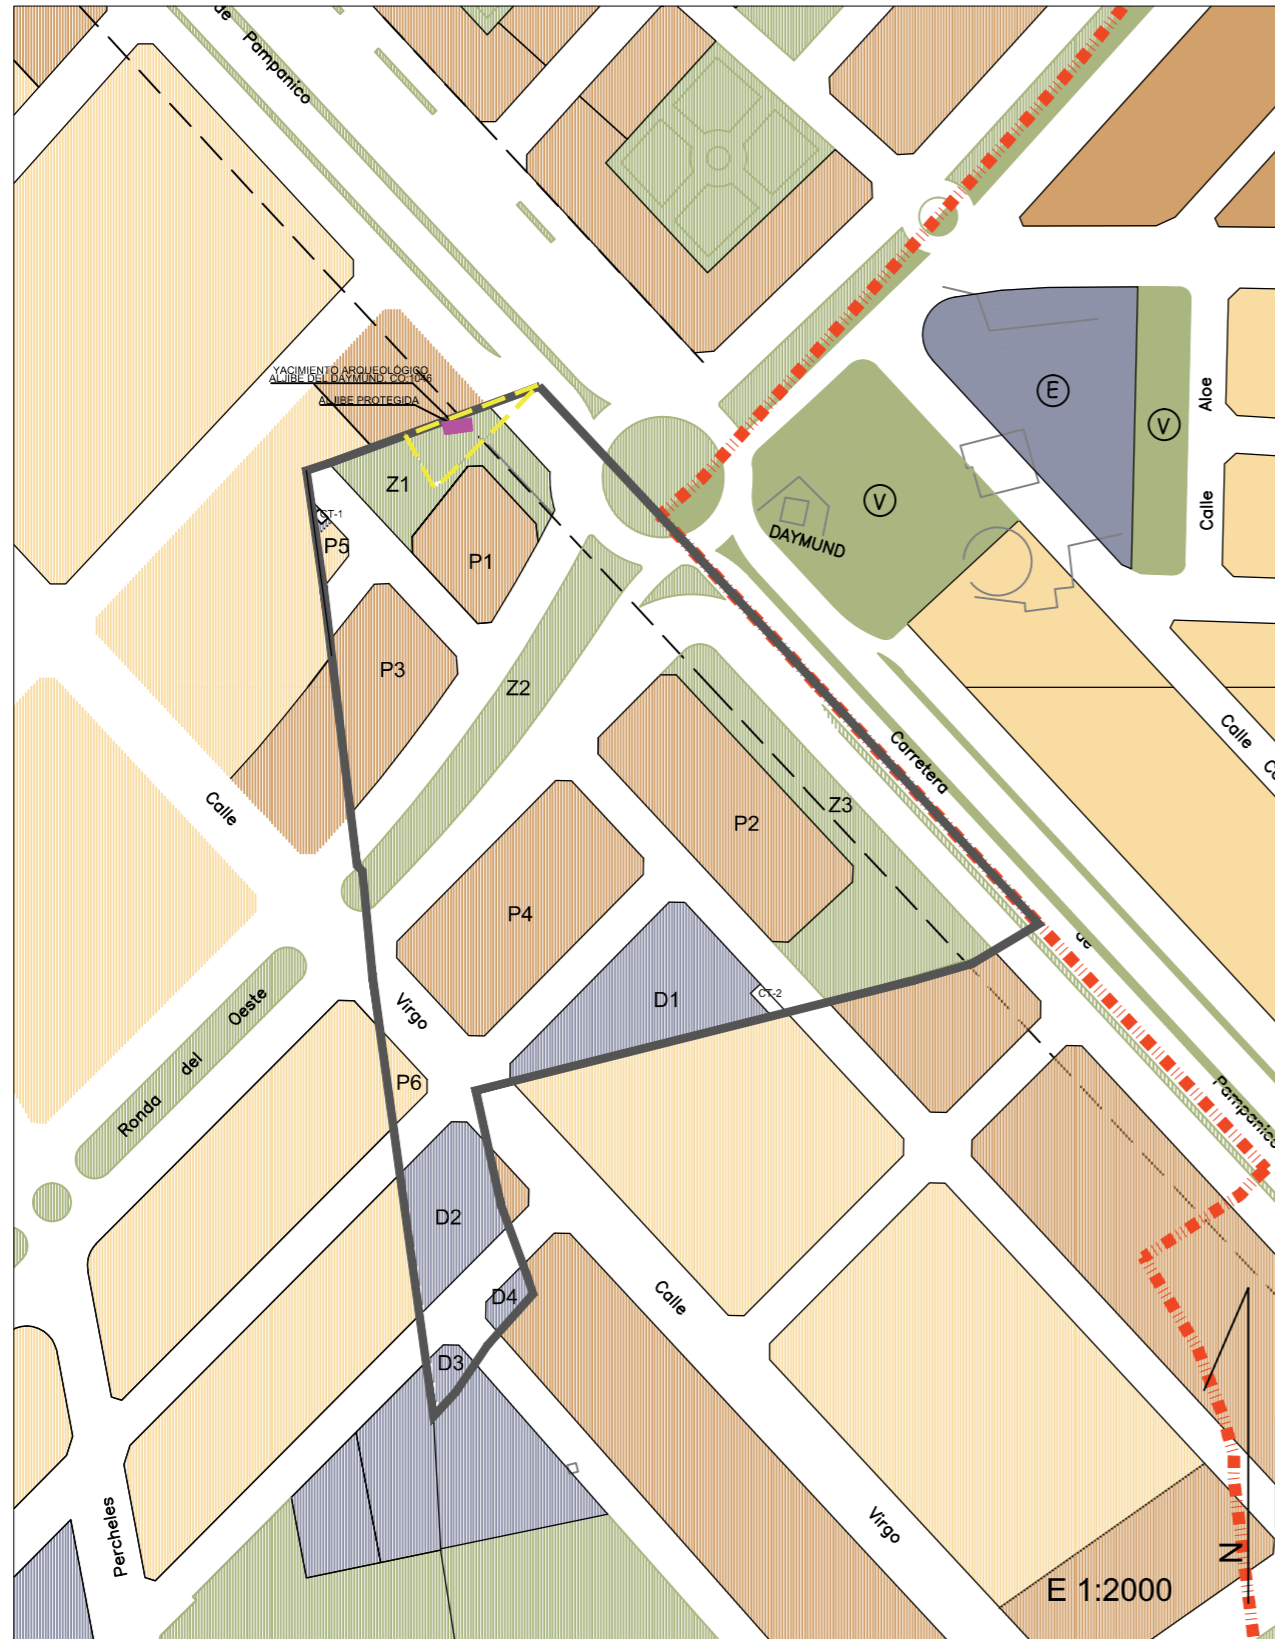 de Pampanico
YACIMIENTO ARQUEOLÓGICO
ALJIBE DEL DAYMUND. CO.1046
ALJIBE PROTEGIDA
E
V
Calle Aloe
Z1
V
CT-1
DAYMUND
P5
P1
P3
Z2
Calle
Calle
Carretera
Z3
P2
P4
de
D1
CT-2
Virgo
Ronda del Oeste
P6
Pampanico
D2
D4
Calle
D3
Percheles
Virgo
N
E 1:2000